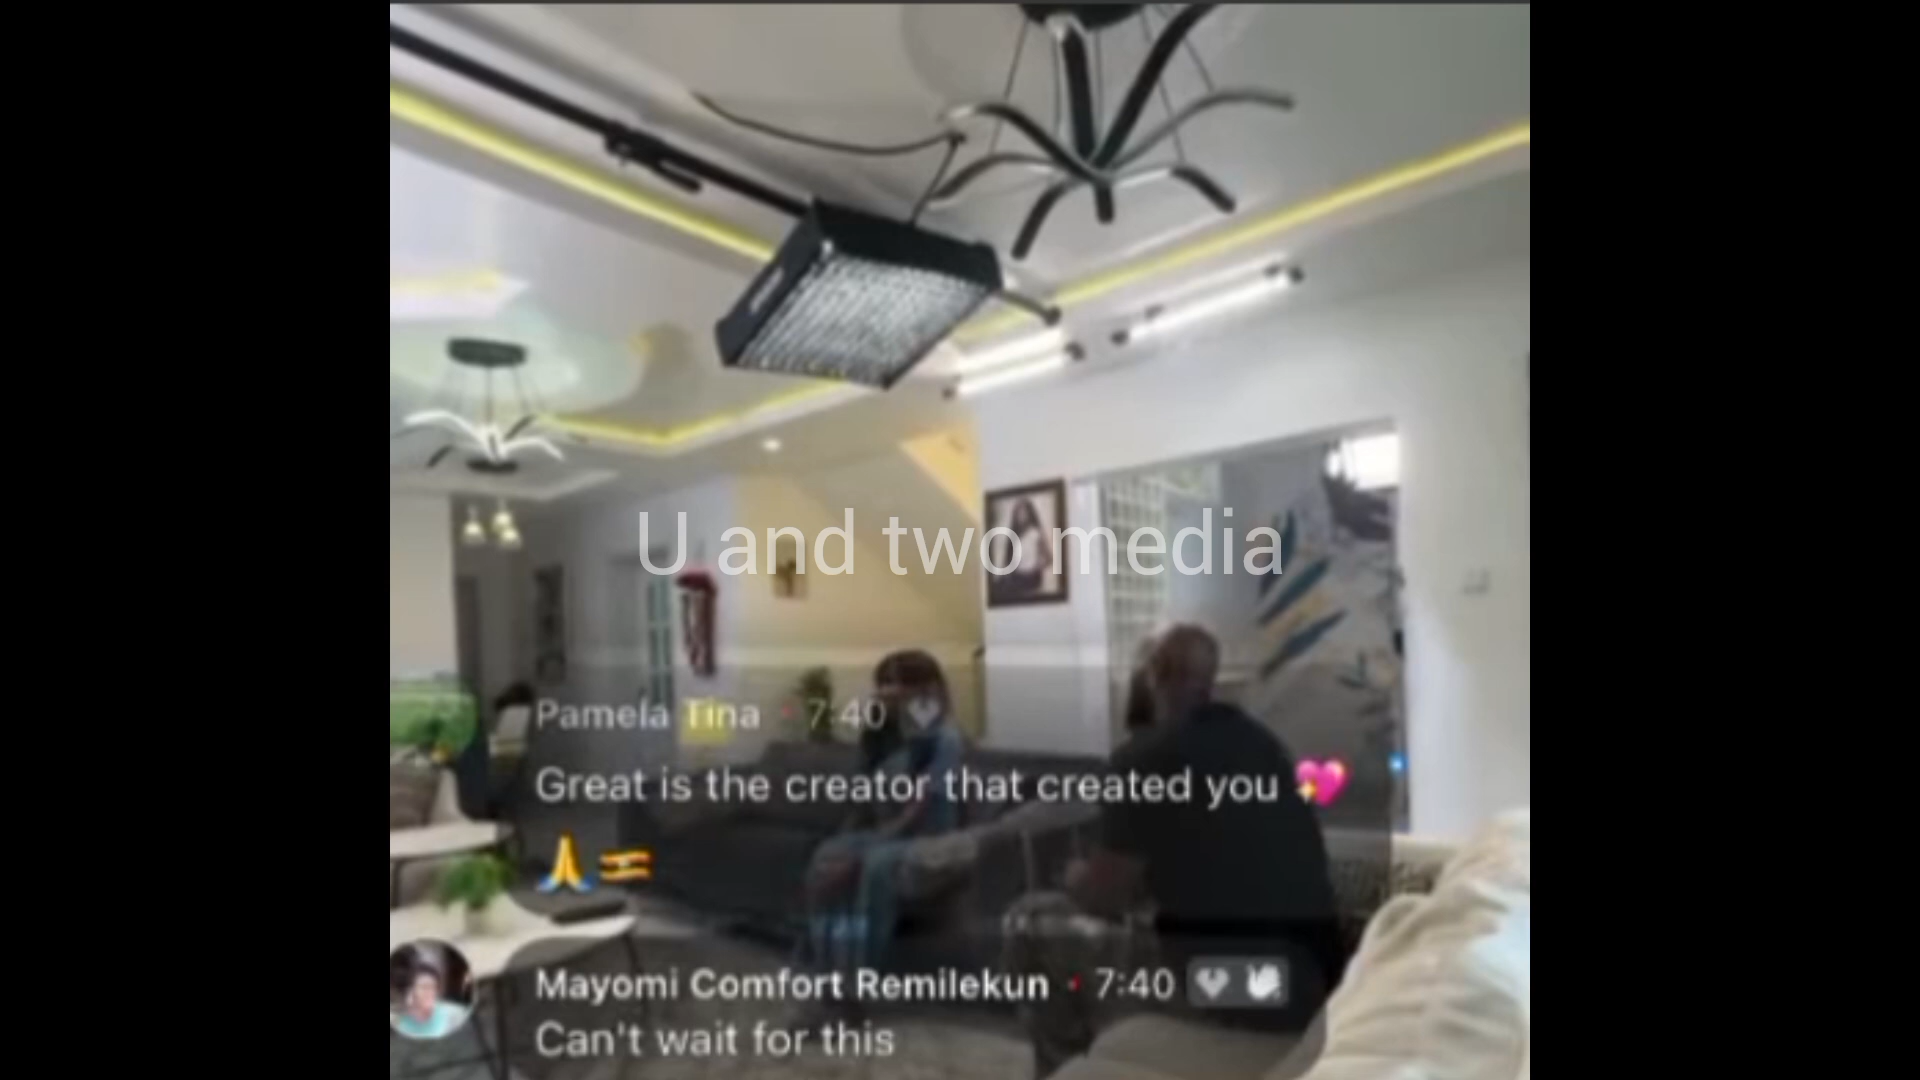 U and two media
Pamela Tina • 7:40
Great is the creator that created you 💖
🙏
Mayomi Comfort Remilekun • 7:40
Can't wait for this